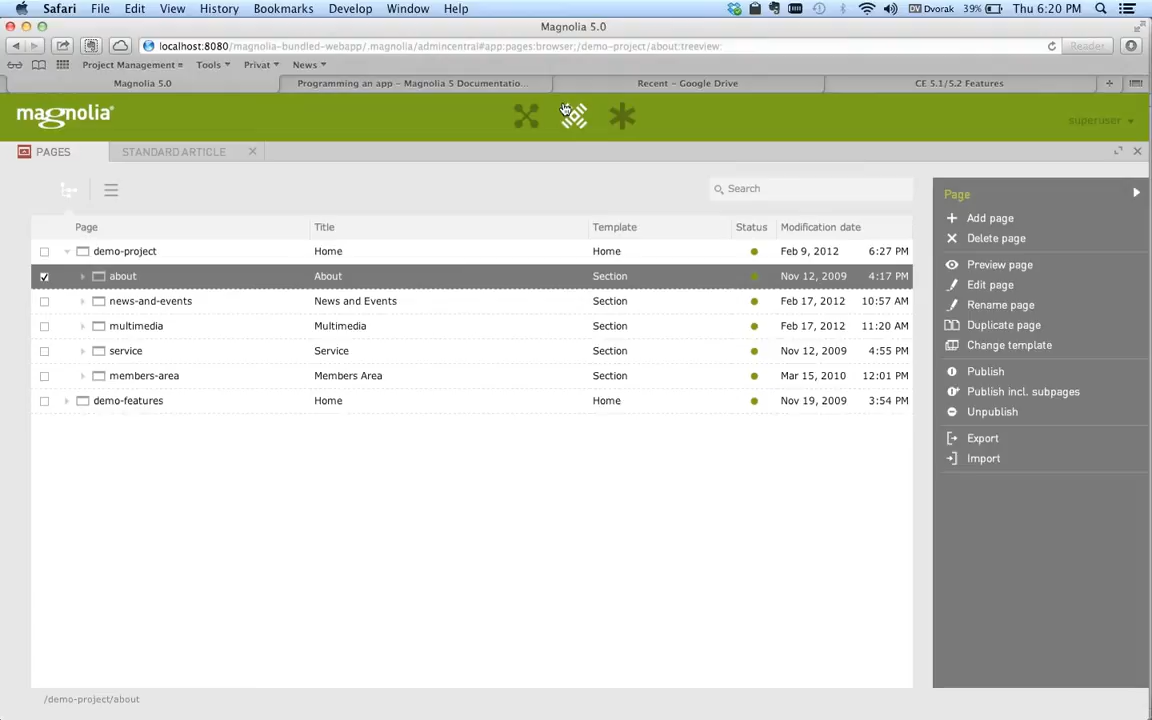 Safari File Edit View History Bookmarks Develop Window Help DV Dvorak 39% Thu 6:20 PM
Magnolia 5.0
localhost:8080/magnolia-bundled-webapp/.magnolia/admincentral#app:pages:browser;/demo-project/about:treeview: Reader
Project Management Tools Privat News
Magnolia 5.0 Programming an app – Magnolia 5 Documentatio... Recent – Google Drive CE 5.1/5.2 Features
magnolia superuser
PAGES STANDARD ARTICLE
Search
Page Title Template Status Modification date
demo-project Home Home Feb 9, 2012 6:27 PM
about About Section Nov 12, 2009 4:17 PM
news-and-events News and Events Section Feb 17, 2012 10:57 AM
multimedia Multimedia Section Feb 17, 2012 11:20 AM
service Service Section Nov 12, 2009 4:55 PM
members-area Members Area Section Mar 15, 2010 12:01 PM
demo-features Home Home Nov 19, 2009 3:54 PM
Page
Add page
Delete page
Preview page
Edit page
Rename page
Duplicate page
Change template
Publish
Publish incl. subpages
Unpublish
Export
Import
/demo-project/about